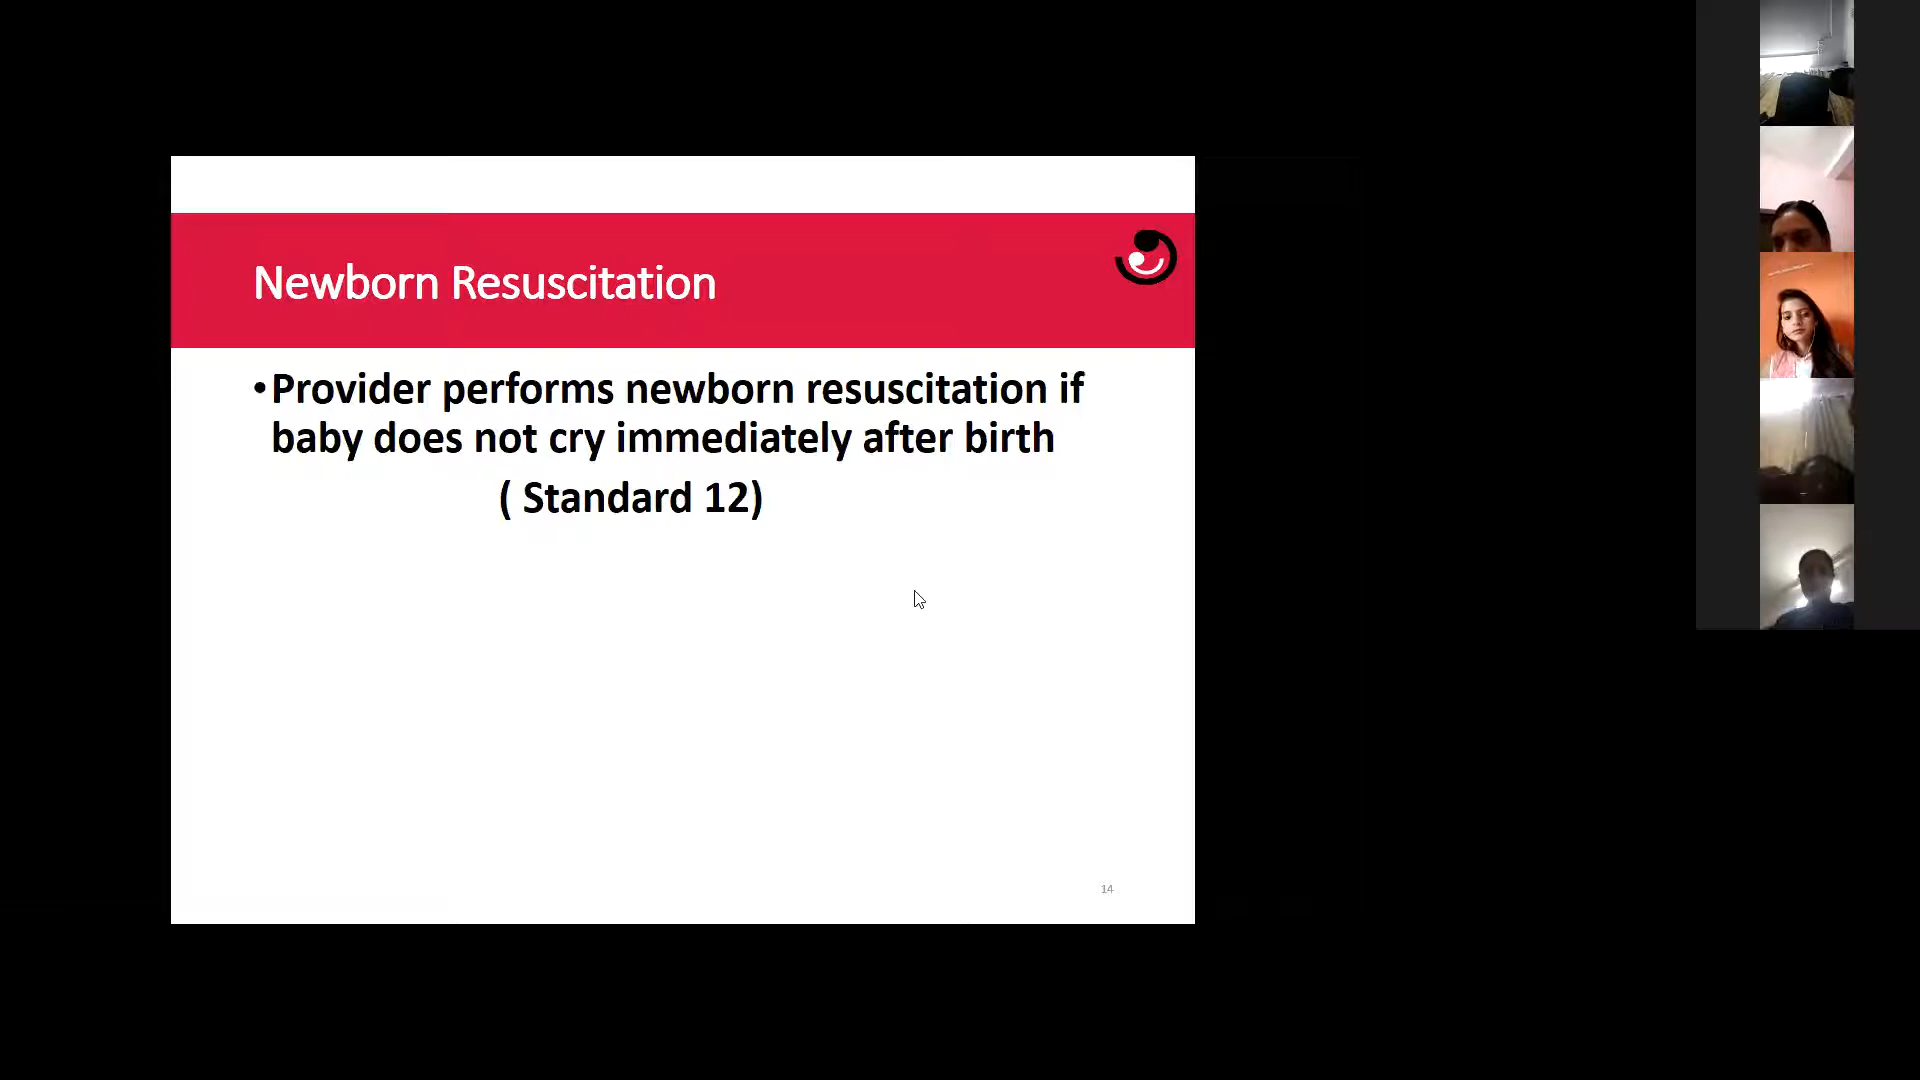 Newborn Resuscitation
•Provider performs newborn resuscitation if
baby does not cry immediately after birth
( Standard 12)
14